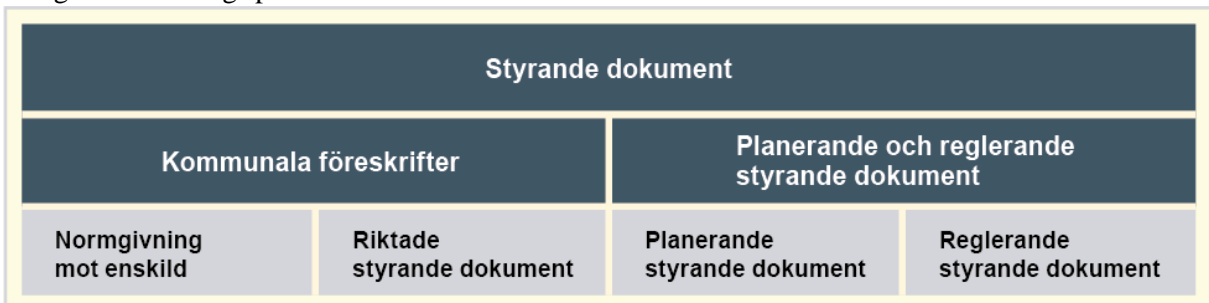 Styrande dokument
Kommunala föreskrifter
Planerande och reglerande
styrande dokument
Normgivning
mot enskild
Riktade
styrande dokument
Planerande
styrande dokument
Reglerande
styrande dokument